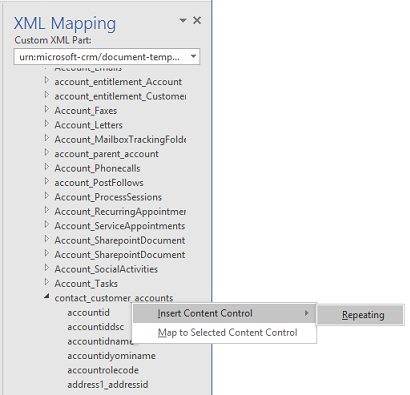 XML Mapping
Custom XML Part:
urn:microsoft-crm/document-temp...
Account_Emails
account_entitlement_Account
account_entitlement_Customer
Account_Faxes
Account_Letters
Account_MailboxTrackingFolde
account_parent_account
Account_Phonecalls
account_PostFollows
Account_ProcessSessions
Account_RecurringAppointmer
Account_ServiceAppointments
Account_SharepointDocument
Account_SharepointDocument
Account_SocialActivities
Account_Tasks
contact_customer_accounts
accountid
Insert Content Control
Repeating
accountiddsc
Map to Selected Content Control
accountidname
accountidyominame
accountrolecode
address1_addressid